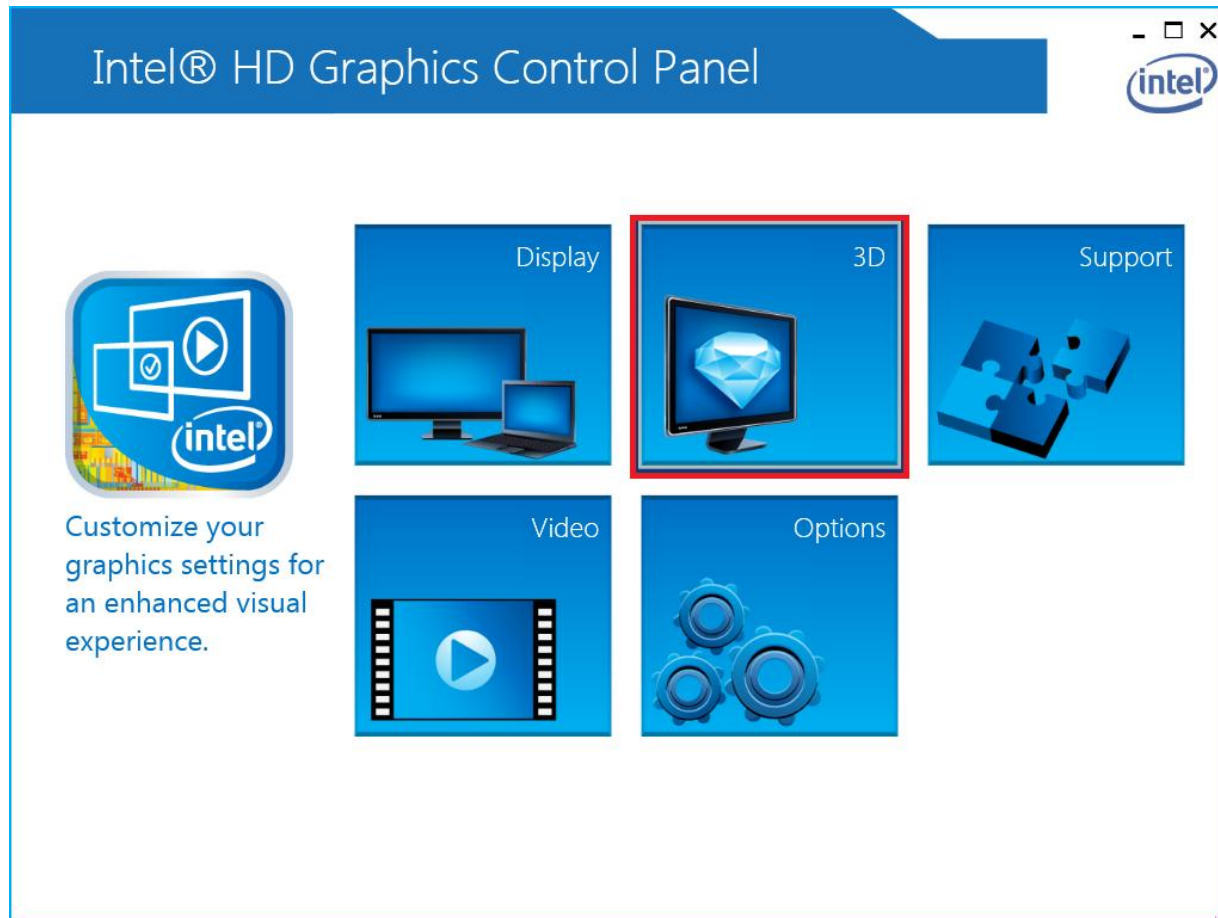 Intel® HD Graphics Control Panel
intel®
Display
3D
Support
intel®
Customize your
graphics settings for
an enhanced visual
experience.
Video
Options